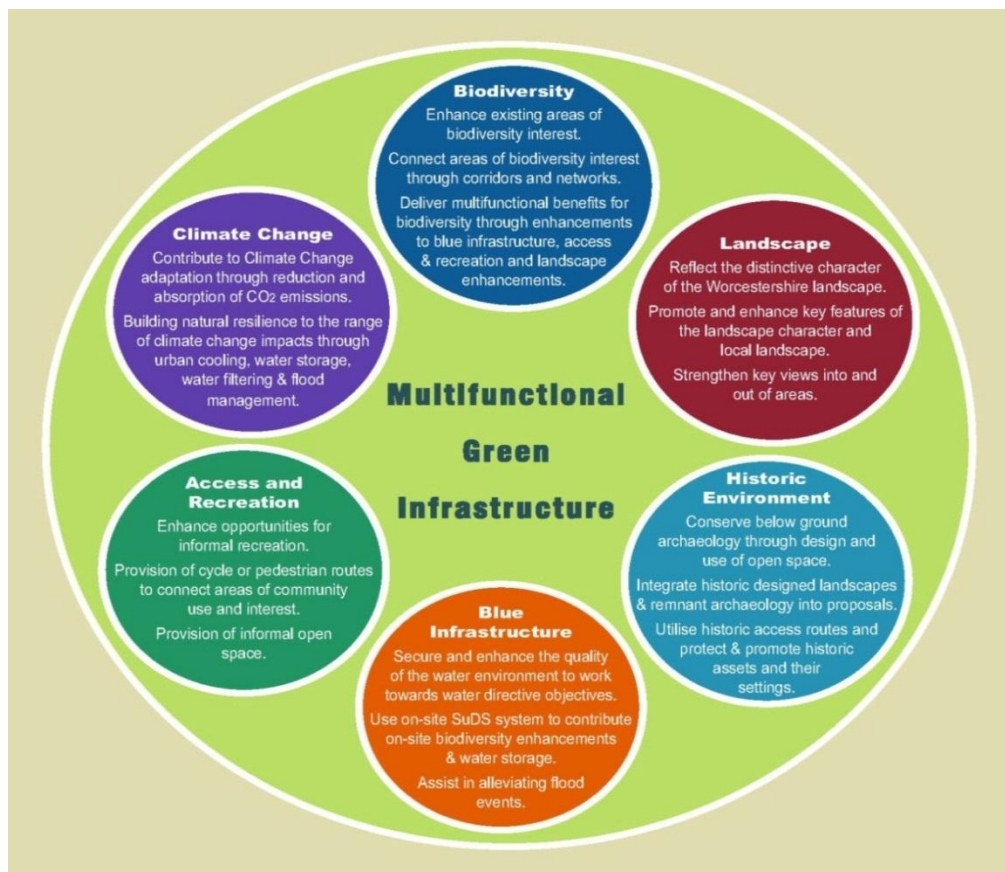 Biodiversity
Enhance existing areas of
biodiversity interest.
Connect areas of biodiversity interest
through corridors and networks.
Deliver multifunctional benefits for
biodiversity through enhancements
to blue infrastructure, access
& recreation and landscape
enhancements.
Climate Change
Contribute to Climate Change
adaptation through reduction and
absorption of CO2 emissions.
Building natural resilience to the range
of climate change impacts through
urban cooling, water storage,
water filtering & flood
management.
Landscape
Reflect the distinctive character
of the Worcestershire landscape.
Promote and enhance key features of
the landscape character and
local landscape.
Strengthen key views into and
out of areas.
Multifunctional
Green
Infrastructure
Access and
Recreation
Enhance opportunities for
informal recreation.
Provision of cycle or pedestrian routes
to connect areas of community
use and interest.
Provision of informal open
space.
Historic
Environment
Conserve below ground
archaeology through design and
use of open space.
Integrate historic designed landscapes
& remnant archaeology into proposals.
Utilise historic access routes and
protect & promote historic
assets and their
settings.
Blue
Infrastructure
Secure and enhance the quality
of the water environment to work
towards water directive objectives.
Use on-site SuDS system to contribute
on-site biodiversity enhancements
& water storage.
Assist in alleviating flood
events.